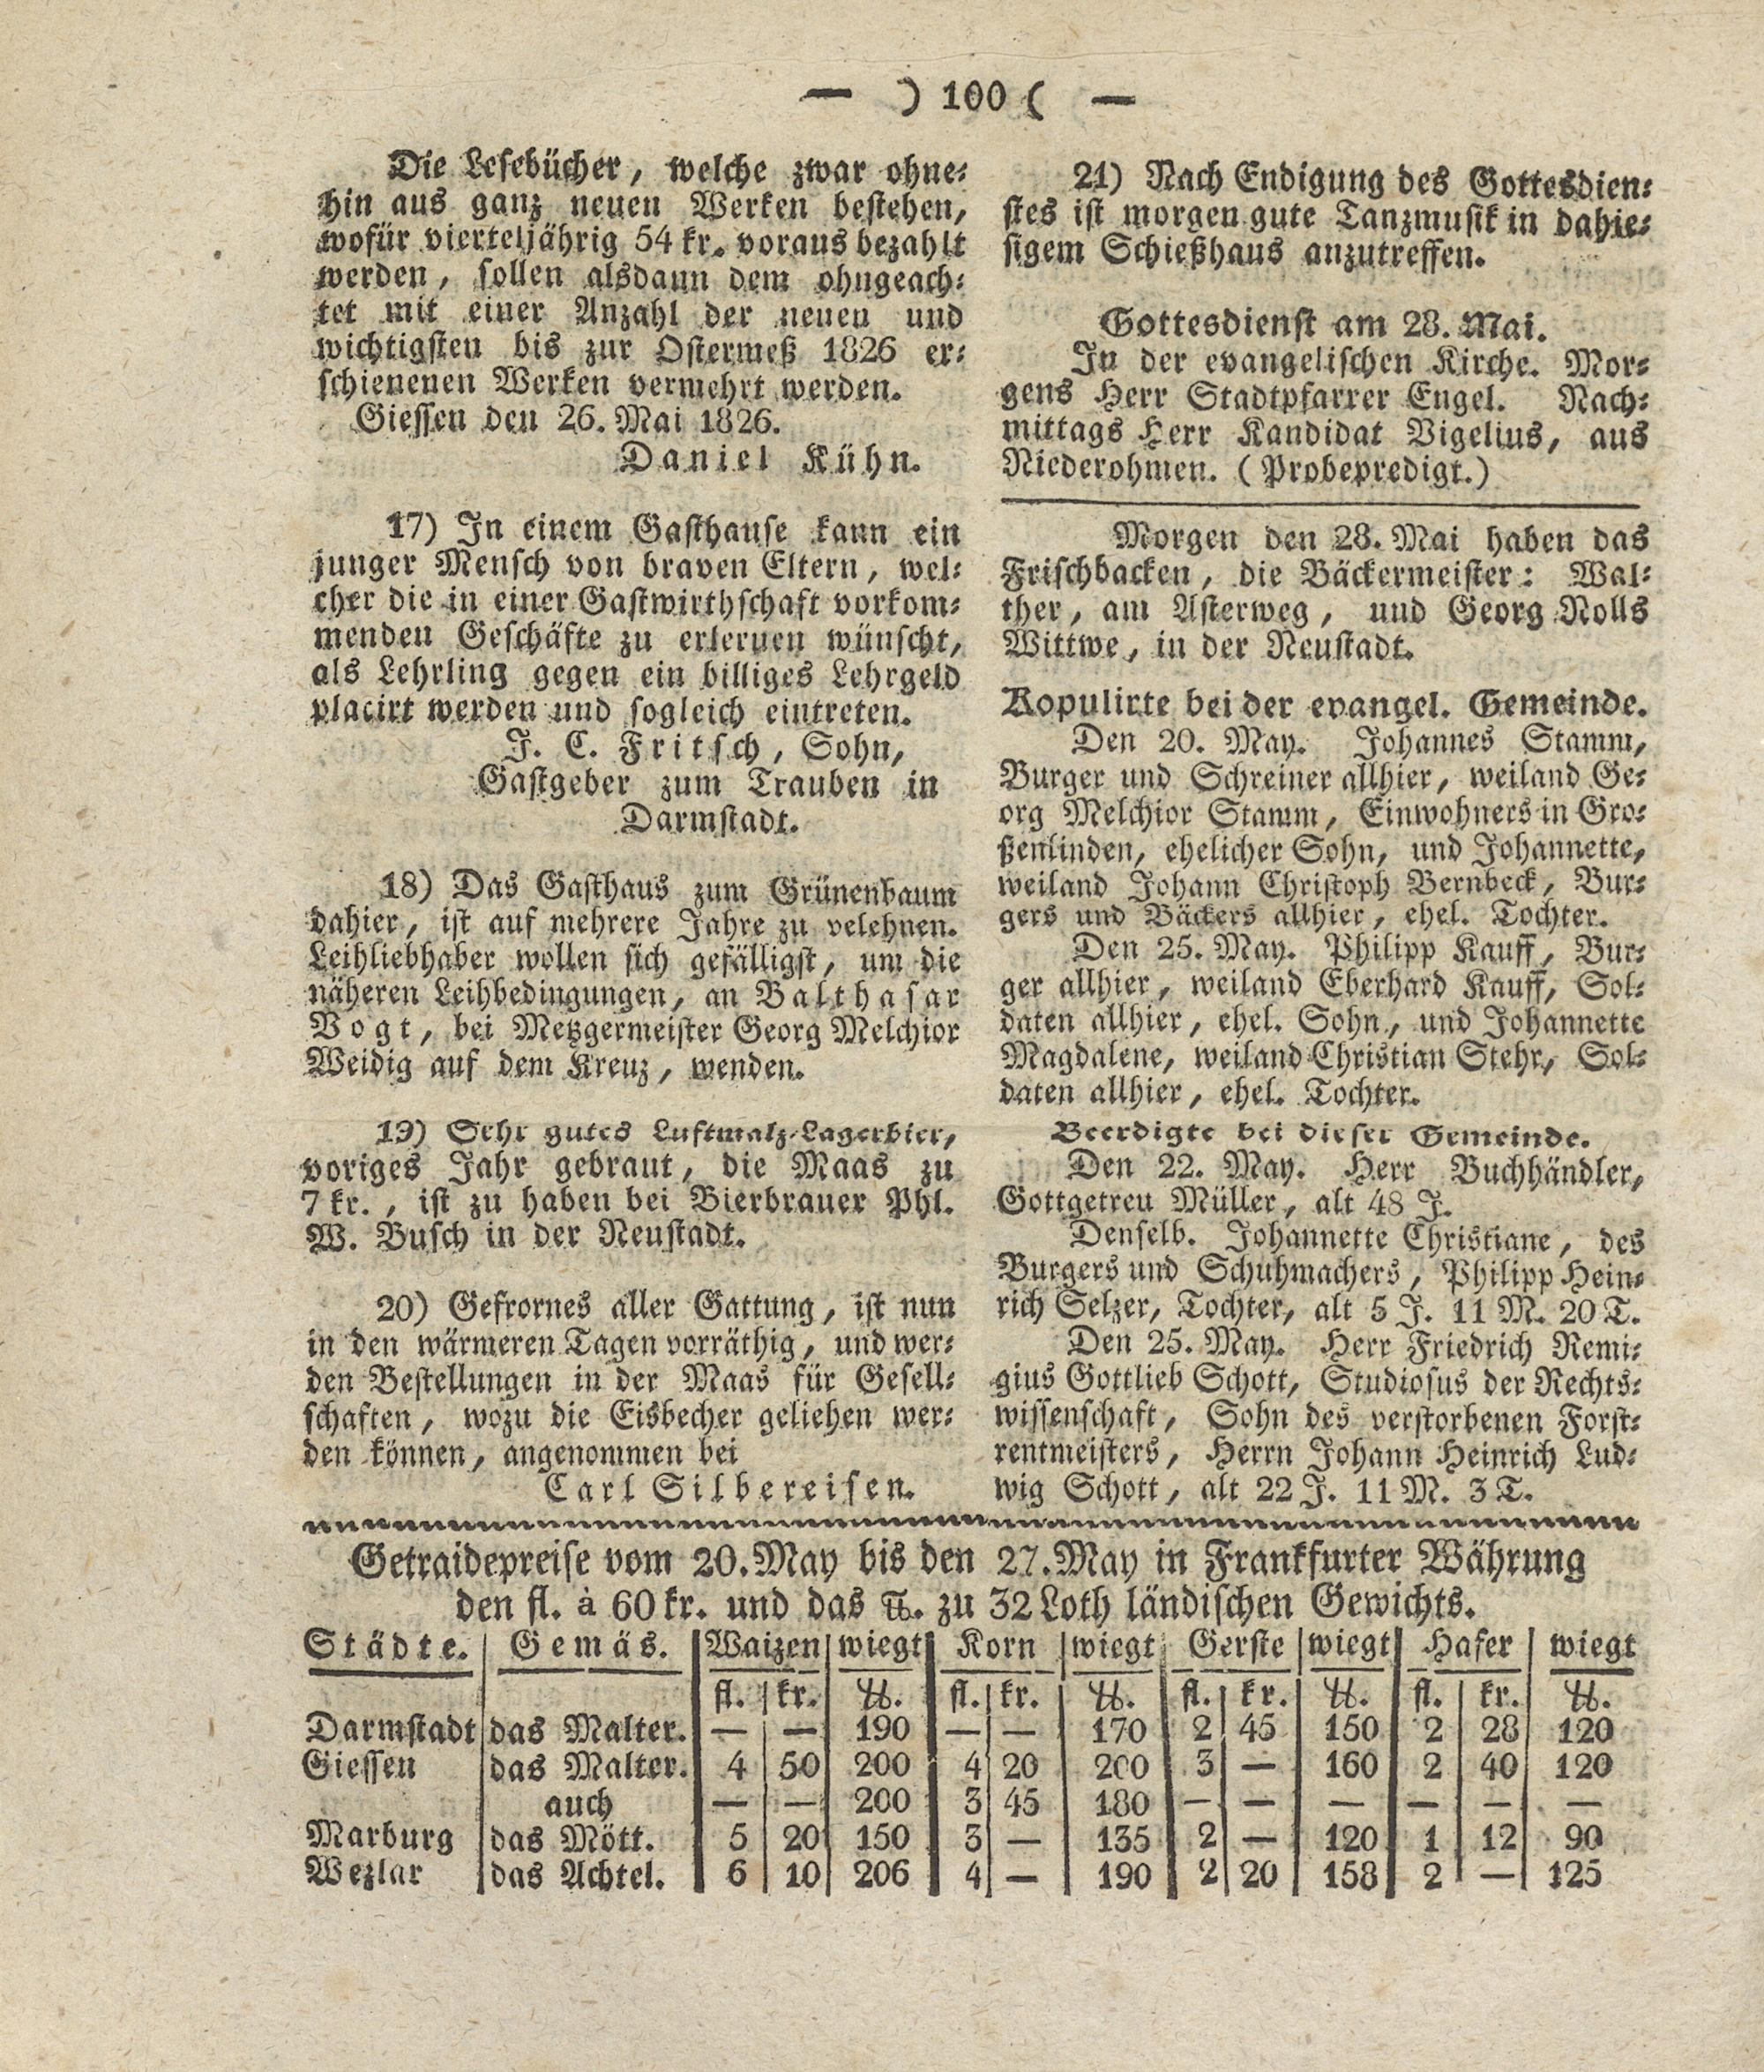 — ) 100 ( —
Die Lesebücher, welche zwar ohne-
hin aus ganz neuen Werken bestehen,
wofür vierteljährig 54 kr. voraus bezahlt
werden, sollen alsdann dem ohngeach-
tet mit einer Anzahl der neuen und
wichtigsten bis zur Ostermeß 1826 er-
schienenen Werken vermehrt werden.
Giessen den 26. Mai 1826.
Daniel Kühn.
17) In einem Gasthause kann ein
junger Mensch von braven Eltern, wel-
cher die in einer Gastwirthschaft vorkom-
menden Geschäfte zu erlernen wünscht,
als Lehrling gegen ein billiges Lehrgeld
placirt werden und sogleich eintreten.
J. C. Fritsch, Sohn,
Gastgeber zum Trauben in
Darmstadt.
18) Das Gasthaus zum Grünenbaum
dahier, ist auf mehrere Jahre zu velehnen.
Leihliebhaber wollen sich gefälligst, um die
näheren Leihbedingungen, an Balthasar
Vogt, bei Metzgermeister Georg Melchior
Weidig auf dem Kreuz, wenden.
19) Sehr gutes Luftmalz-Lagerbier,
voriges Jahr gebraut, die Maas zu
7 kr., ist zu haben bei Bierbrauer Phl.
W. Busch in der Neustadt.
20) Gefrornes aller Gattung, ist nun
in den wärmeren Tagen vorräthig, und wer-
den Bestellungen in der Maas für Gesell-
schaften, wozu die Eisbecher geliehen wer-
den können, angenommen bei
Carl Silbereisen.
21) Nach Endigung des Gottesdien-
stes ist morgen gute Tanzmusik in dahie-
sigem Schießhaus anzutreffen.
Gottesdienst am 28. Mai.
In der evangelischen Kirche. Mor-
gens Herr Stadtpfarrer Engel. Nach-
mittags Herr Kandidat Vigelius, aus
Niederohmen. (Probepredigt.)
Morgen den 28. Mai haben das
Frischbacken, die Bäckermeister: Wal-
ther, am Asterweg, und Georg Nolls
Wittwe, in der Neustadt.
Kopulirte bei der evangel. Gemeinde.
Den 20. May. Johannes Stamm,
Burger und Schreiner allhier, weiland Ge-
org Melchior Stamm, Einwohners in Gro-
ßenlinden, ehelicher Sohn, und Johannette,
weiland Johann Christoph Bernbeck, Bur-
gers und Bäckers allhier, ehel. Tochter.
Den 25. May. Philipp Kauff, Bur-
ger allhier, weiland Eberhard Kauff, Sol-
daten allhier, ehel. Sohn, und Johannette
Magdalene, weiland Christian Stehr, Sol-
daten allhier, ehel. Tochter.
Beerdigte bei dieser Gemeinde.
Den 22. May. Herr Buchhändler,
Gottgetreu Müller, alt 48 J.
Denselb. Johannette Christiane, des
Burgers und Schuhmachers, Philipp Hein-
rich Selzer, Tochter, alt 5 J. 11 M. 20 T.
Den 25. May. Herr Friedrich Remi-
gius Gottlieb Schott, Studiosus der Rechts-
wissenschaft, Sohn des verstorbenen Forst-
rentmeisters, Herrn Johann Heinrich Lud-
wig Schott, alt 22 J. 11 M. 3 T.
Getraidepreise vom 20. May bis den 27. May in Frankfurter Währung
den fl. à 60 kr. und das ℔. zu 32 Loth ländischen Gewichts.
Städte. Gemäs. Waizen wiegt Korn wiegt Gerste wiegt Hafer wiegt
fl. kr. ℔. fl. kr. ℔. fl. kr. ℔. fl. kr. ℔.
Darmstadt das Malter. — — 190 — — 170 2 45 150 2 28 120
Giessen das Malter. 4 50 200 4 20 200 3 — 160 2 40 120
auch — — 200 3 45 180 — — — — — —
Marburg das Mött. 5 20 150 3 — 135 2 — 120 1 12 90
Wezlar das Achtel. 6 10 206 4 — 190 2 20 158 2 — 125